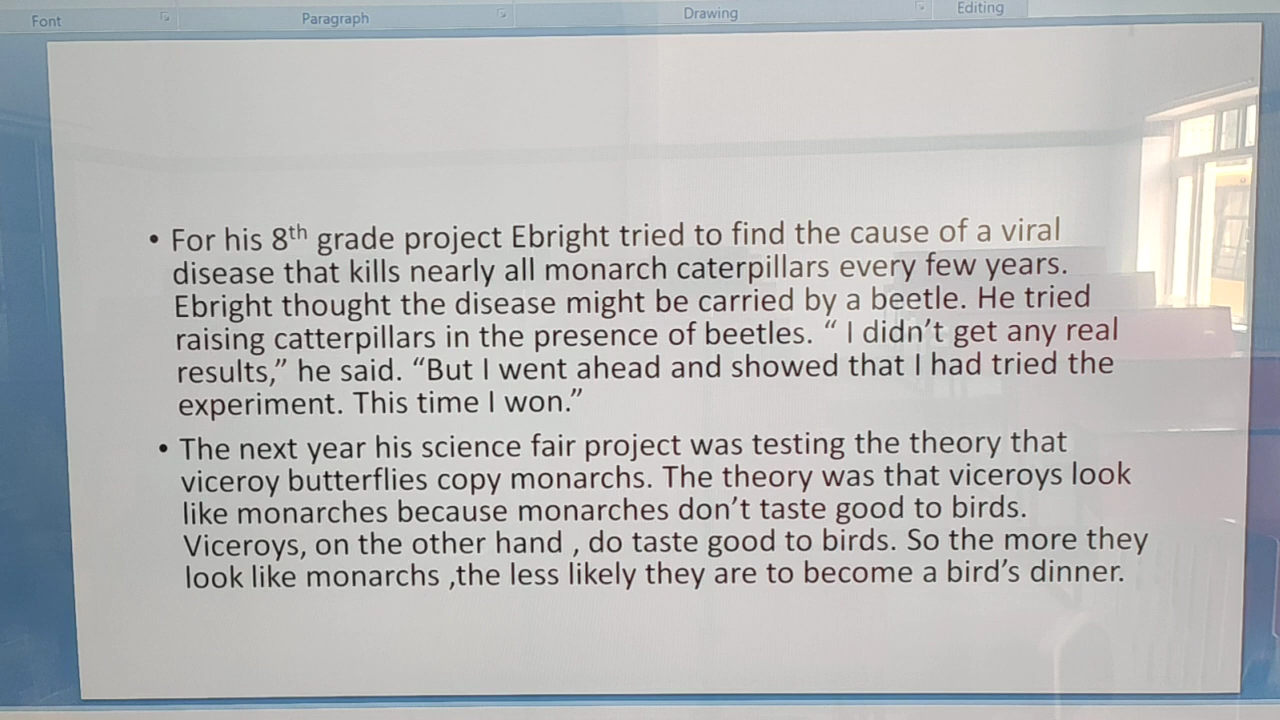 Font
Paragraph
Drawing
Editing
• For his 8th grade project Ebright tried to find the cause of a viral
disease that kills nearly all monarch caterpillars every few years.
Ebright thought the disease might be carried by a beetle. He tried
raising catterpillars in the presence of beetles. “ I didn’t get any real
results,” he said. “But I went ahead and showed that I had tried the
experiment. This time I won.”
• The next year his science fair project was testing the theory that
viceroy butterflies copy monarchs. The theory was that viceroys look
like monarches because monarches don’t taste good to birds.
Viceroys, on the other hand , do taste good to birds. So the more they
look like monarchs ,the less likely they are to become a bird’s dinner.